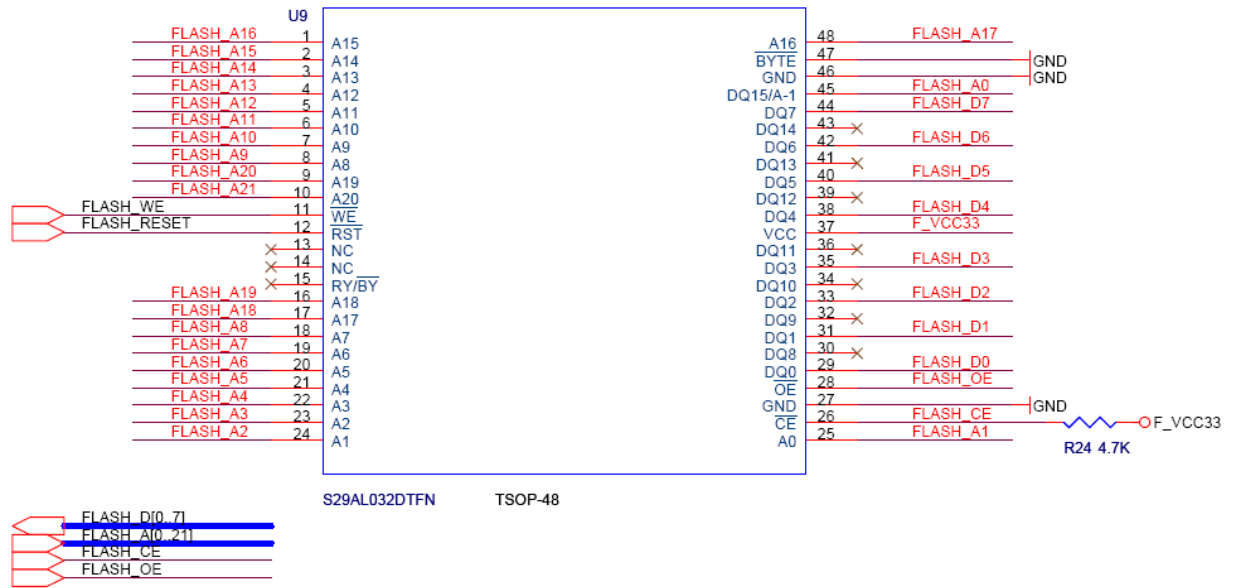 U9
FLASH_A16 1 A15
FLASH_A15 2 A14
FLASH_A14 3 A13
FLASH_A13 4 A12
FLASH_A12 5 A11
FLASH_A11 6 A10
FLASH_A10 7 A9
FLASH_A9 8 A8
FLASH_A20 9 A19
FLASH_A21 10 A20
FLASH_WE 11 WE
FLASH_RESET 12 RST
13 NC
14 NC
15 RY/BY
FLASH_A19 16 A18
FLASH_A18 17 A17
FLASH_A8 18 A7
FLASH_A7 19 A6
FLASH_A6 20 A5
FLASH_A5 21 A4
FLASH_A4 22 A3
FLASH_A3 23 A2
FLASH_A2 24 A1
A16 48 FLASH_A17
BYTE 47 GND
GND 46 GND
DQ15/A-1 45 FLASH_A0
DQ7 44 FLASH_D7
DQ14 43
DQ6 42 FLASH_D6
DQ13 41
DQ5 40 FLASH_D5
DQ12 39
DQ4 38 FLASH_D4
VCC 37 F_VCC33
DQ11 36
DQ3 35 FLASH_D3
DQ10 34
DQ2 33 FLASH_D2
DQ9 32
DQ1 31 FLASH_D1
DQ8 30
DQ0 29 FLASH_D0
OE 28 FLASH_OE
GND 27 GND
CE 26 FLASH_CE F_VCC33
A0 25 FLASH_A1
R24 4.7K
S29AL032DTFN TSOP-48
FLASH_D[0..7]
FLASH_A[0..21]
FLASH_CE
FLASH_OE